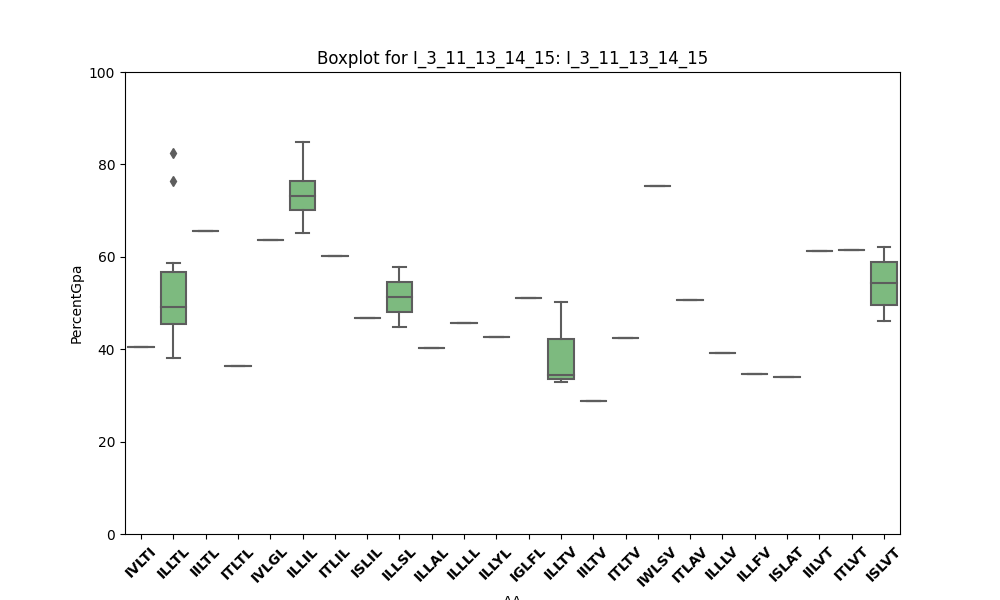 Boxplot for I_3_11_13_14_15: I_3_11_13_14_15
PercentGpa
100
80
60
40
20
0
IVLTI
ILLTL
IILTL
ITLTL
IVLGL
ILLIL
ITLIL
ISLIL
ILLSL
ILLAL
ILLLL
ILLYL
IGLFL
ILLTV
IILTV
ITLTV
IWLSV
ITLAV
ILLLV
ILLFV
ISLAT
IILVT
ITLVT
ISLVT
AA